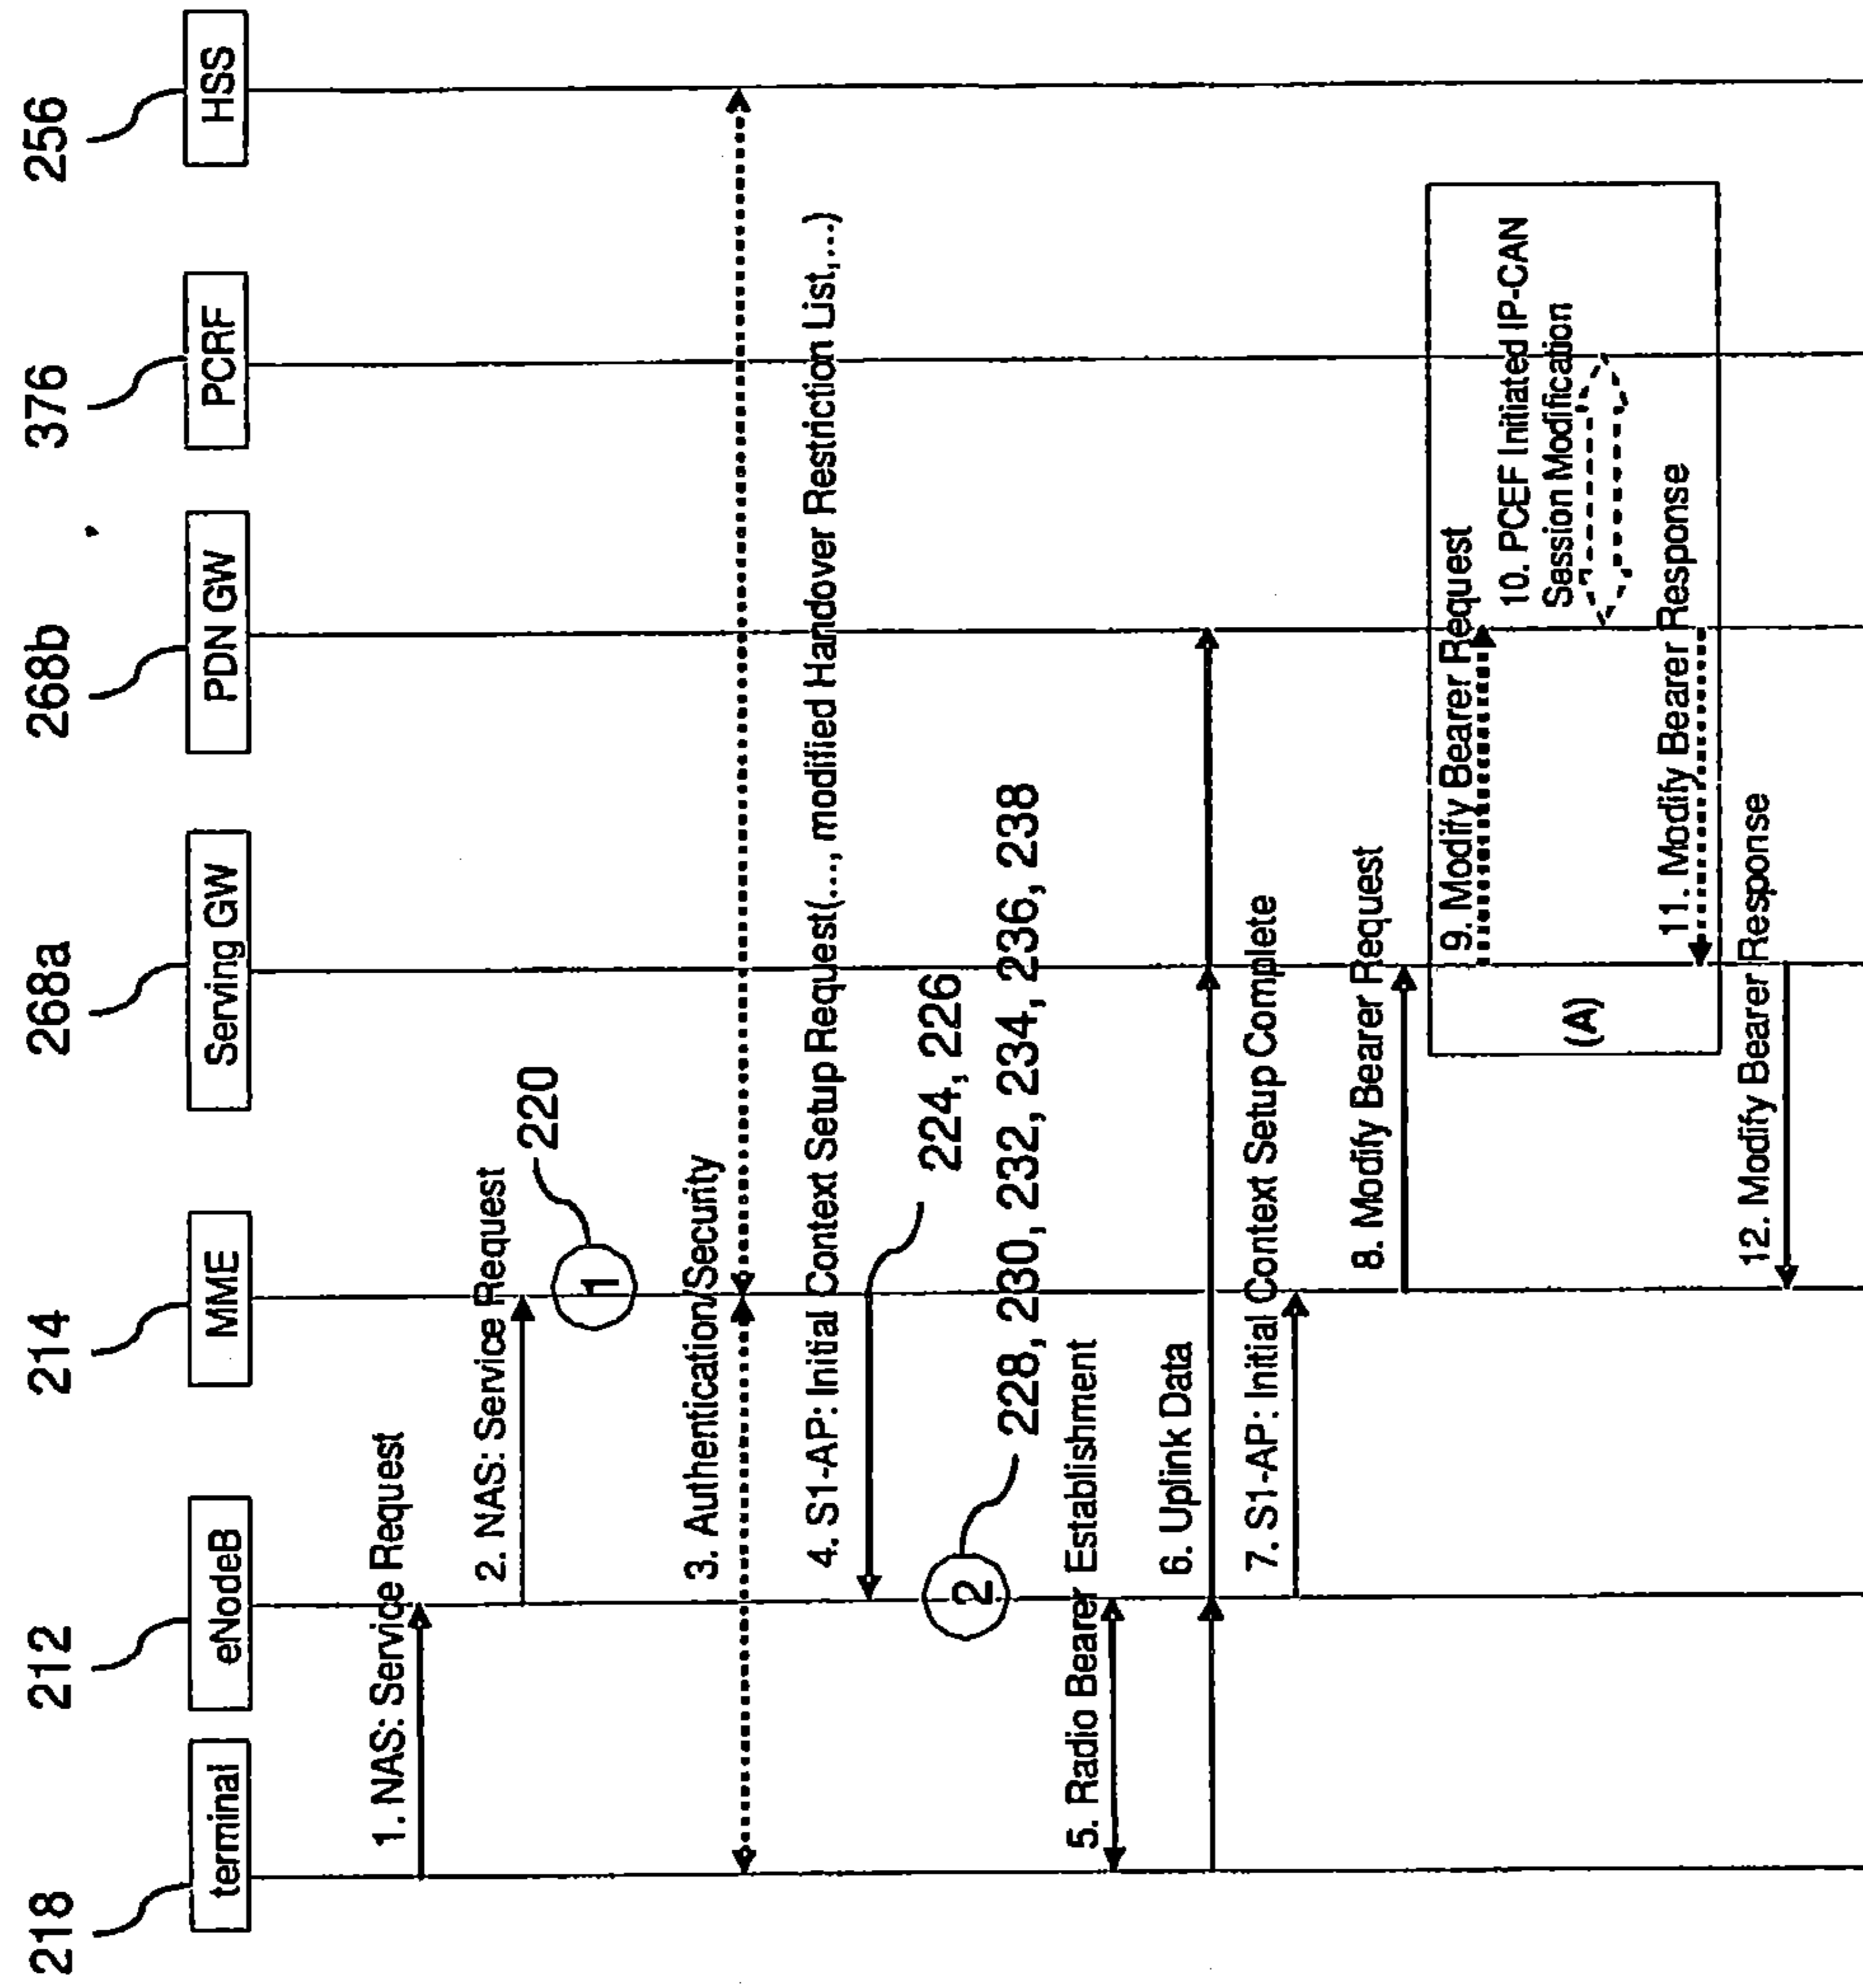 218
212
214
268a
268b
376
256
terminal
eNodeB
MME
Serving GW
PDN GW
PCRF
HSS
1. NAS: Service Request
2. NAS: Service Request
1
220
3. Authentication/Security
4. S1-AP: Initial Context Setup Request(..., modified Handover Restriction List,...)
224, 226
2
228, 230, 232, 234, 236, 238
5. Radio Bearer Establishment
6. Uplink Data
7. S1-AP: Initial Context Setup Complete
8. Modify Bearer Request
9. Modify Bearer Request
10. PCEF Initiated IP-CAN
Session Modification
(A)
11. Modify Bearer Response
12. Modify Bearer Response